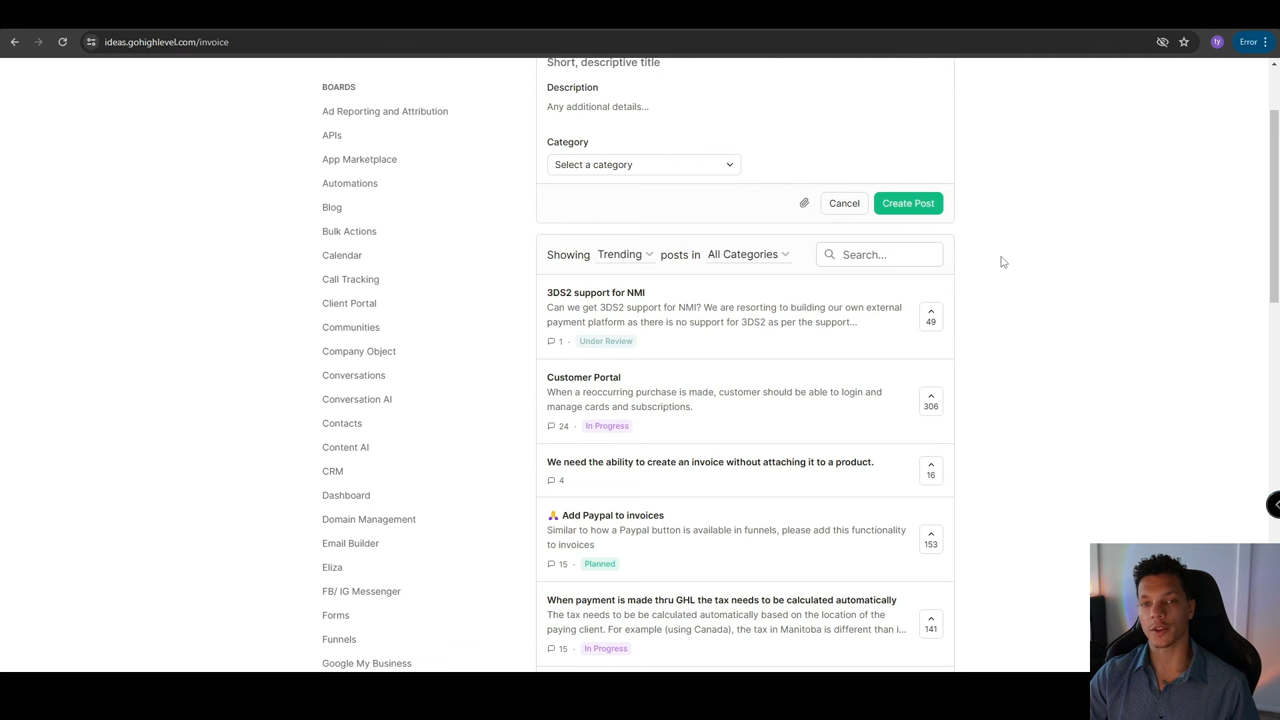 ideas.gohighlevel.com/invoice
ty
Error
BOARDS
Ad Reporting and Attribution
APIs
App Marketplace
Automations
Blog
Bulk Actions
Calendar
Call Tracking
Client Portal
Communities
Company Object
Conversations
Conversation AI
Contacts
Content AI
CRM
Dashboard
Domain Management
Email Builder
Eliza
FB/ IG Messenger
Forms
Funnels
Google My Business
Short, descriptive title
Description
Any additional details...
Category
Select a category
Cancel
Create Post
Showing Trending posts in All Categories
Search...
3DS2 support for NMI
Can we get 3DS2 support for NMI? We are resorting to building our own external
payment platform as there is no support for 3DS2 as per the support...
49
1 · Under Review
Customer Portal
When a reoccurring purchase is made, customer should be able to login and
manage cards and subscriptions.
306
24 · In Progress
We need the ability to create an invoice without attaching it to a product.
16
4
Add Paypal to invoices
Similar to how a Paypal button is available in funnels, please add this functionality
to invoices
153
15 · Planned
When payment is made thru GHL the tax needs to be calculated automatically
The tax needs to be be calculated automatically based on the location of the
paying client. For example (using Canada), the tax in Manitoba is different than i...
141
15 · In Progress